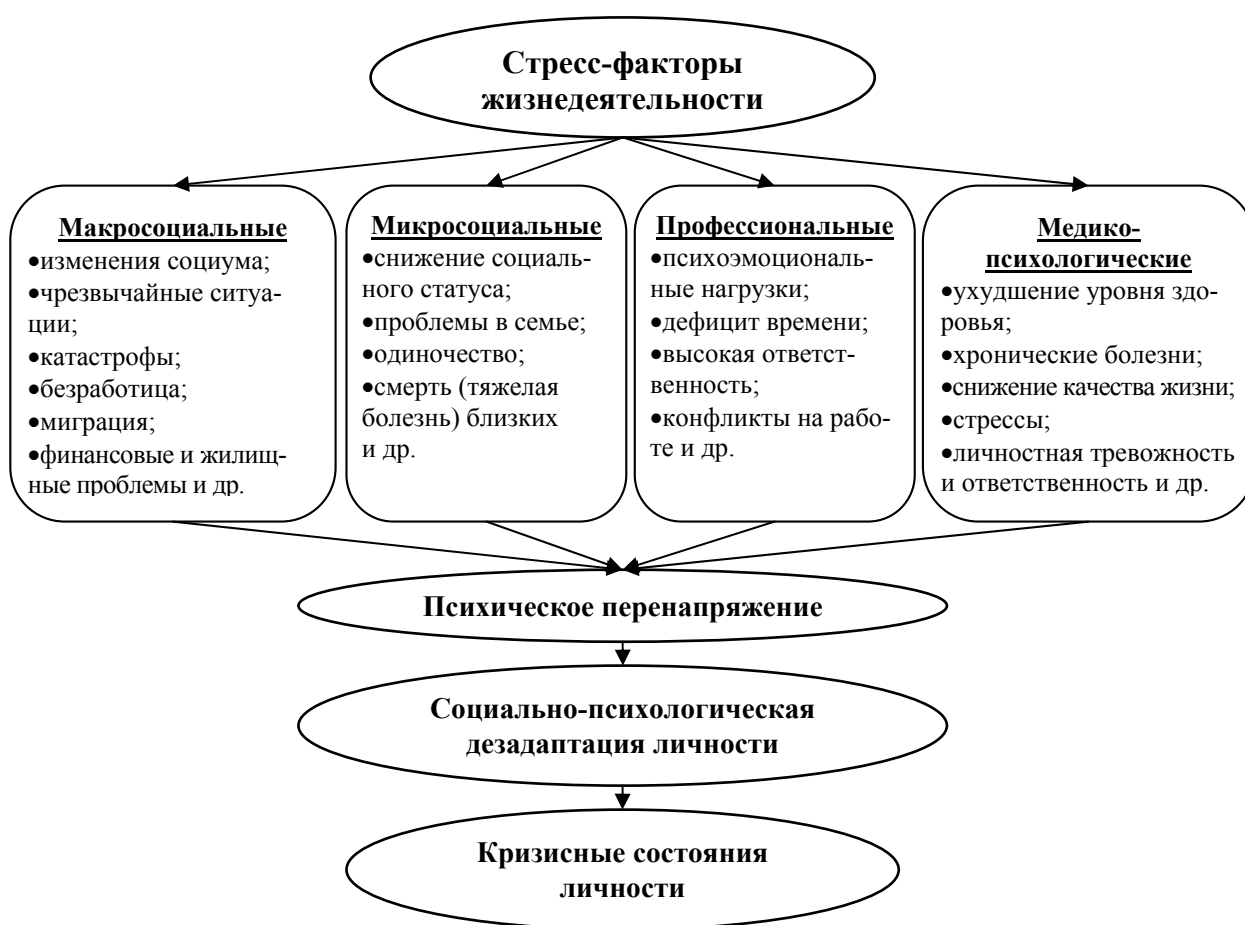 Стресс-факторы
жизнедеятельности
Макросоциальные
•изменения социума;
•чрезвычайные ситуа-
ции;
•катастрофы;
•безработица;
•миграция;
•финансовые и жилищ-
ные проблемы и др.
Микросоциальные
•снижение социаль-
ного статуса;
•проблемы в семье;
•одиночество;
•смерть (тяжелая
болезнь) близких
и др.
Профессиональные
•психоэмоциональ-
ные нагрузки;
•дефицит времени;
•высокая ответст-
венность;
•конфликты на рабо-
те и др.
Медико-
психологические
•ухудшение уровня здо-
ровья;
•хронические болезни;
•снижение качества жизни;
•стрессы;
•личностная тревожность
и ответственность и др.
Психическое перенапряжение
Социально-психологическая
дезадаптация личности
Кризисные состояния
личности